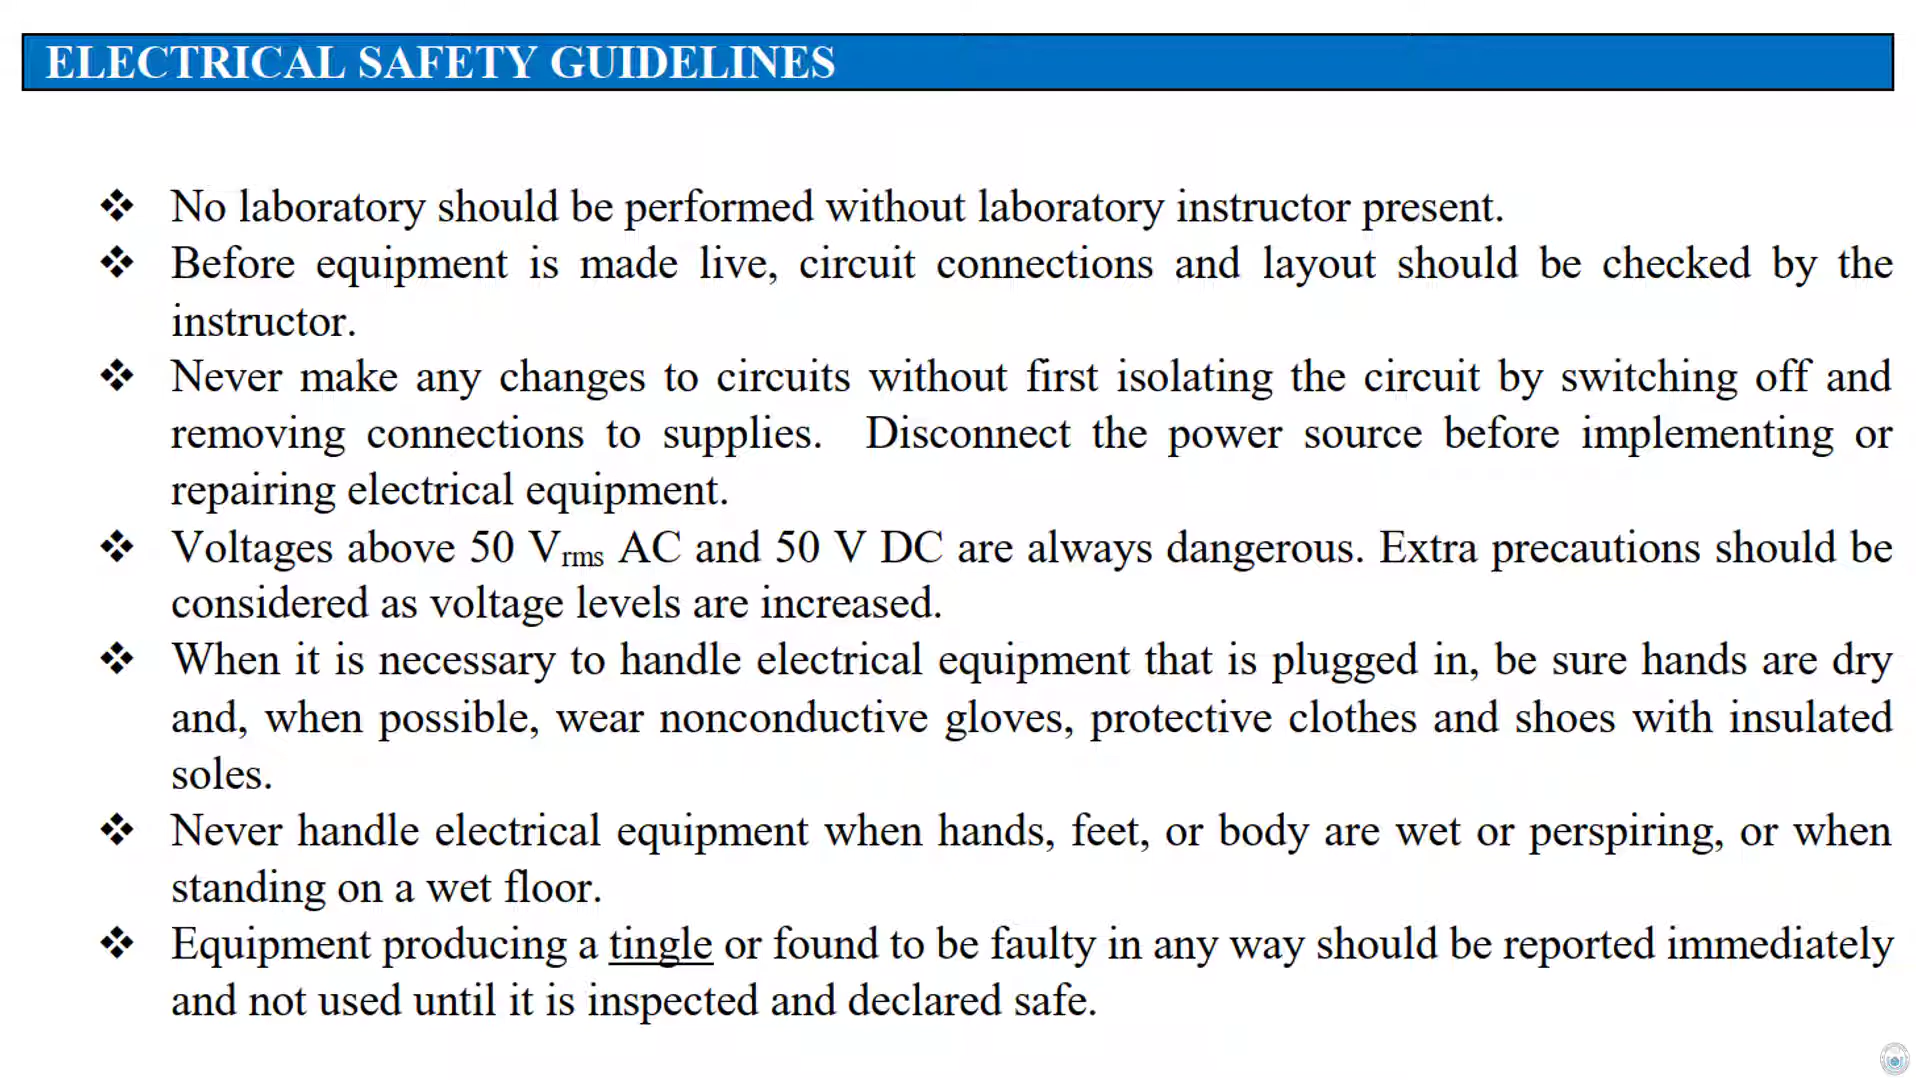 ELECTRICAL SAFETY GUIDELINES
❖ No laboratory should be performed without laboratory instructor present.
❖ Before equipment is made live, circuit connections and layout should be checked by the
instructor.
❖ Never make any changes to circuits without first isolating the circuit by switching off and
removing connections to supplies. Disconnect the power source before implementing or
repairing electrical equipment.
❖ Voltages above 50 Vrms AC and 50 V DC are always dangerous. Extra precautions should be
considered as voltage levels are increased.
❖ When it is necessary to handle electrical equipment that is plugged in, be sure hands are dry
and, when possible, wear nonconductive gloves, protective clothes and shoes with insulated
soles.
❖ Never handle electrical equipment when hands, feet, or body are wet or perspiring, or when
standing on a wet floor.
❖ Equipment producing a tingle or found to be faulty in any way should be reported immediately
and not used until it is inspected and declared safe.